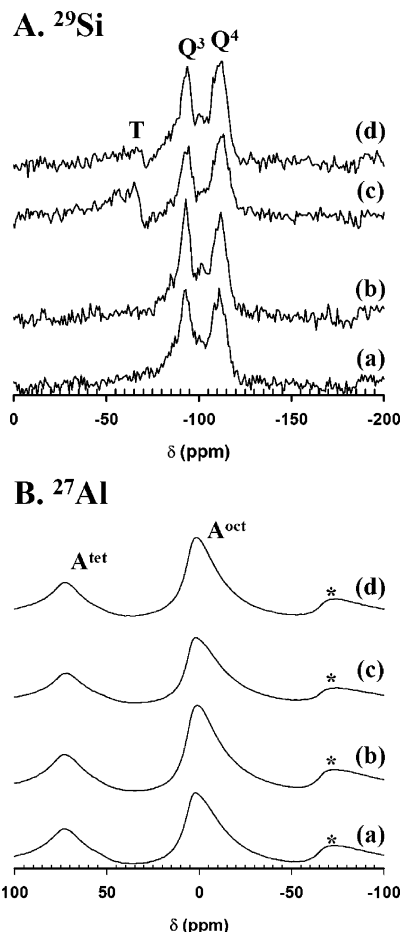 A. ²⁹Si
Q³ Q⁴
T
(d)
(c)
(b)
(a)
0 -50 -100 -150 -200
δ (ppm)
B. ²⁷Al
Aᵒᶜᵗ
Aᵗᵉᵗ
(d)
*
(c)
*
(b)
*
(a)
*
100 50 0 -50 -100
δ (ppm)